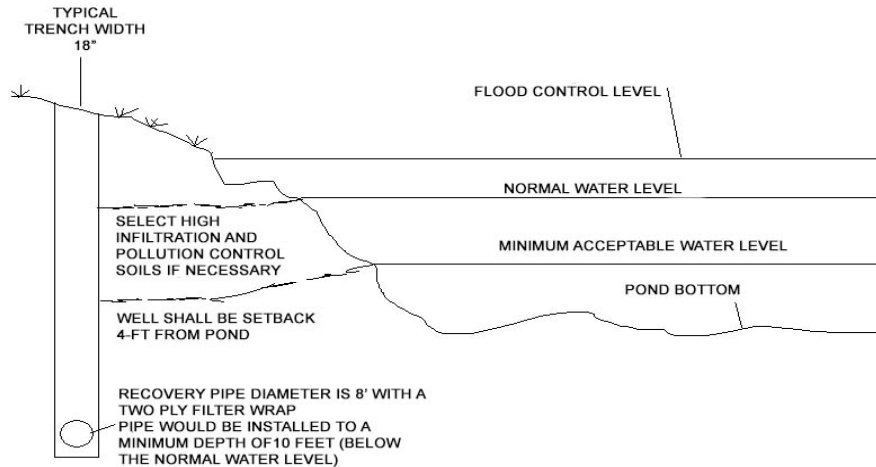 TYPICAL
TRENCH WIDTH
18"
FLOOD CONTROL LEVEL
NORMAL WATER LEVEL
SELECT HIGH
INFILTRATION AND
POLLUTION CONTROL
SOILS IF NECESSARY
MINIMUM ACCEPTABLE WATER LEVEL
POND BOTTOM
WELL SHALL BE SETBACK
4-FT FROM POND
RECOVERY PIPE DIAMETER IS 8' WITH A
TWO PLY FILTER WRAP
PIPE WOULD BE INSTALLED TO A
MINIMUM DEPTH OF10 FEET (BELOW
THE NORMAL WATER LEVEL)